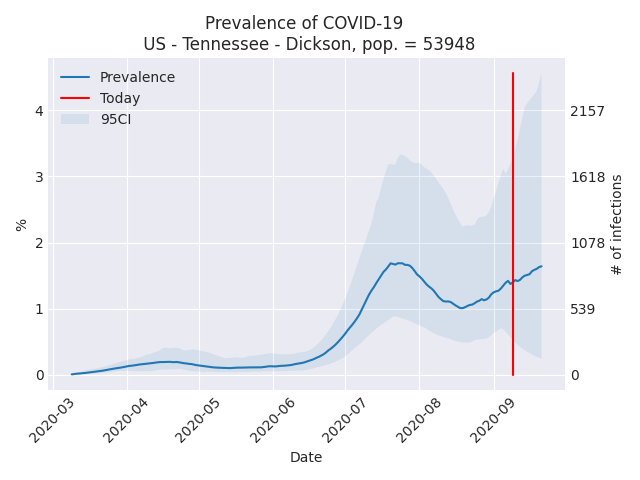 Prevalence of COVID-19
US - Tennessee - Dickson, pop. = 53948
Prevalence
Today
95CI
4
3
2
1
0
%
2157
1618
1078
539
0
# of infections
2020-03
2020-04
2020-05
2020-06
2020-07
2020-08
2020-09
Date